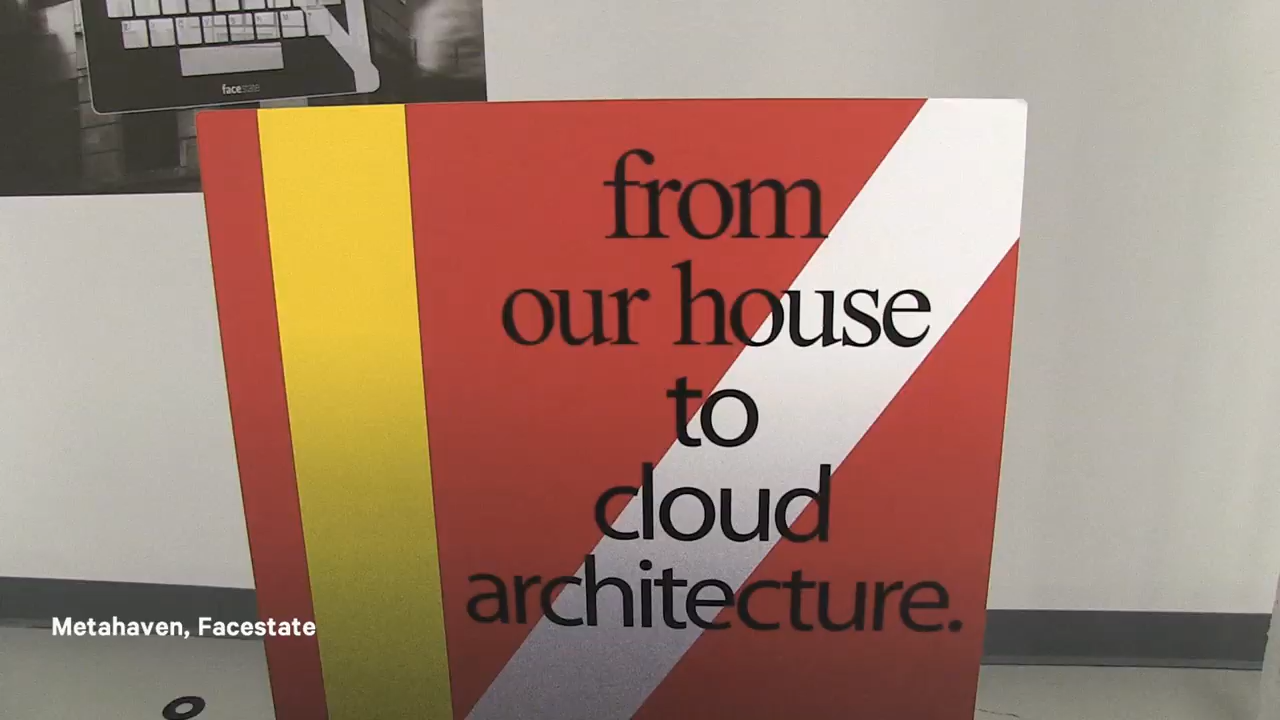 facestate
from
our house
to
cloud
architecture.
Metahaven, Facestate